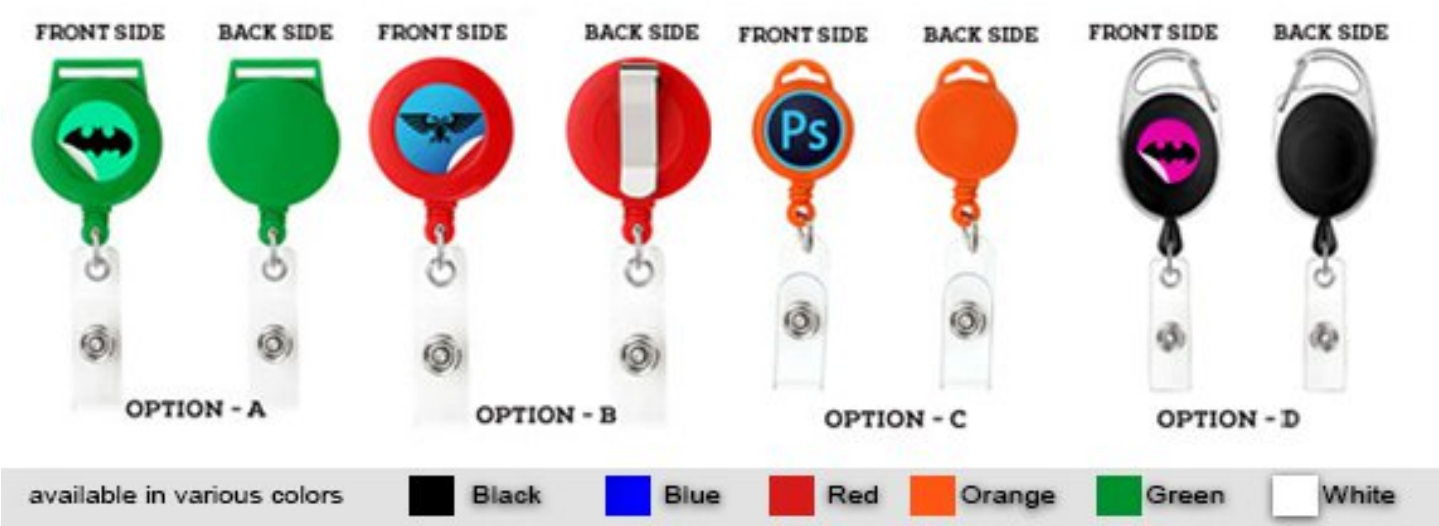 FRONT SIDE BACK SIDE FRONT SIDE BACK SIDE FRONT SIDE BACK SIDE FRONT SIDE BACK SIDE
Ps
OPTION - A OPTION - B OPTION - C OPTION - D
available in various colors Black Blue Red Orange Green White